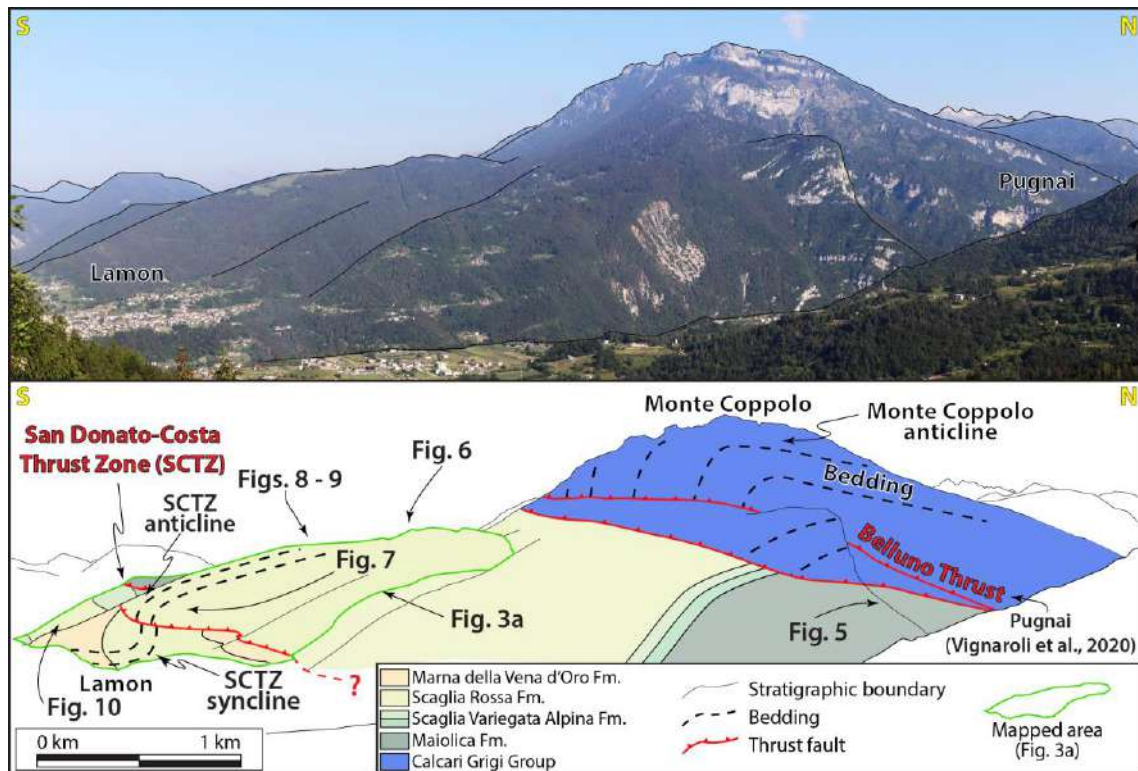 S
N
Lamon
Pugnai
S
N
Monte Coppolo
Monte Coppolo
anticline
San Donato-Costa
Thrust Zone (SCTZ)
Fig. 6
Figs. 8 - 9
Bedding
SCTZ
anticline
Fig. 7
Belluno Thrust
Fig. 3a
Fig. 5
Pugnai
(Vignaroli et al., 2020)
Lamon
SCTZ
syncline
?
Fig. 10
0 km
1 km
Marna della Vena d'Oro Fm.
Scaglia Rossa Fm.
Scaglia Variegata Alpina Fm.
Maiolica Fm.
Calcari Grigi Group
Stratigraphic boundary
Bedding
Thrust fault
Mapped area
(Fig. 3a)